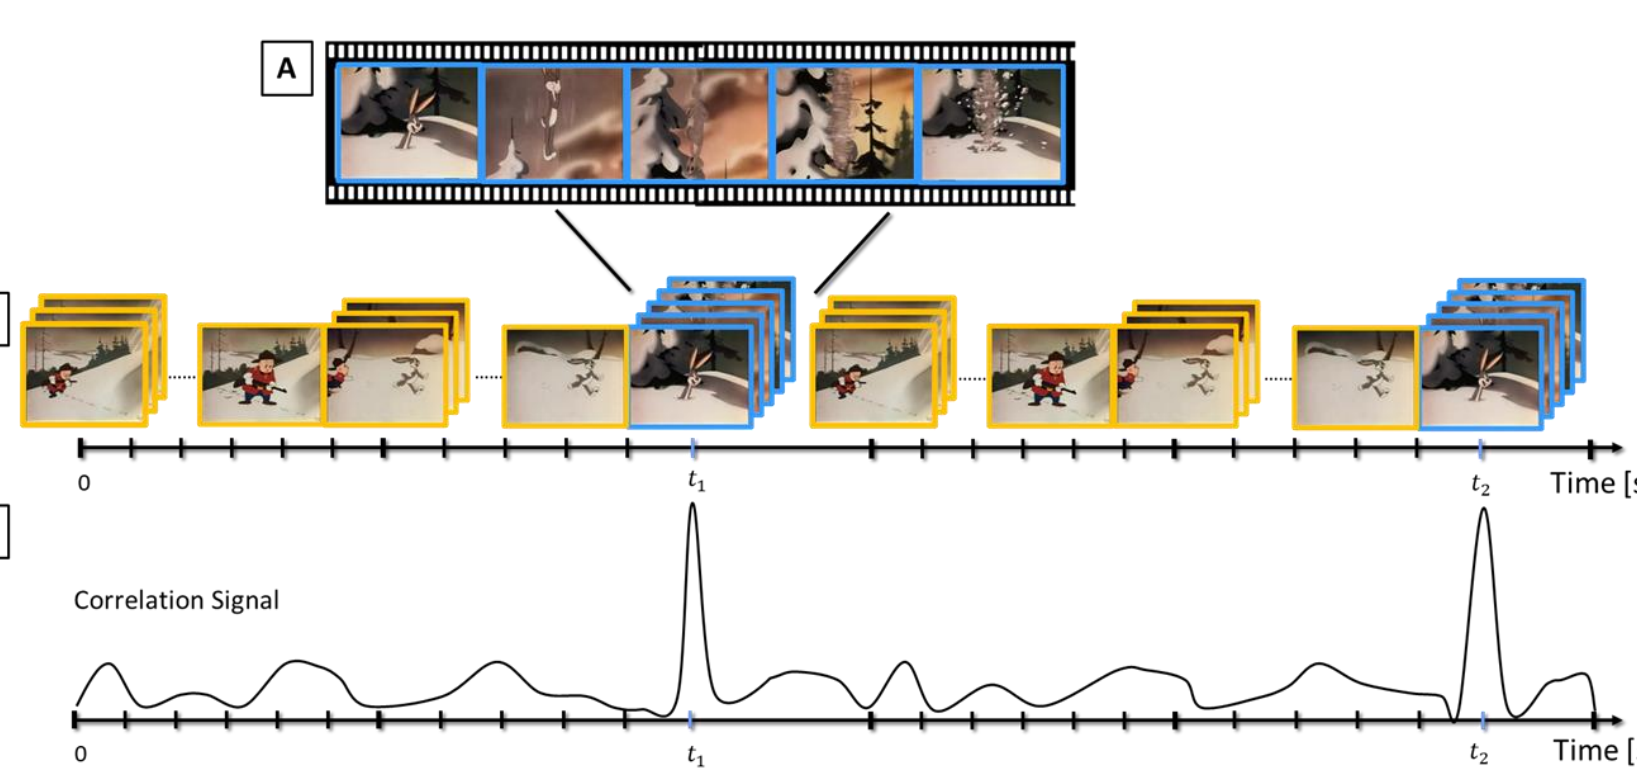 A
0
t₁
t₂
Time [s
Correlation Signal
0
t₁
t₂
Time [